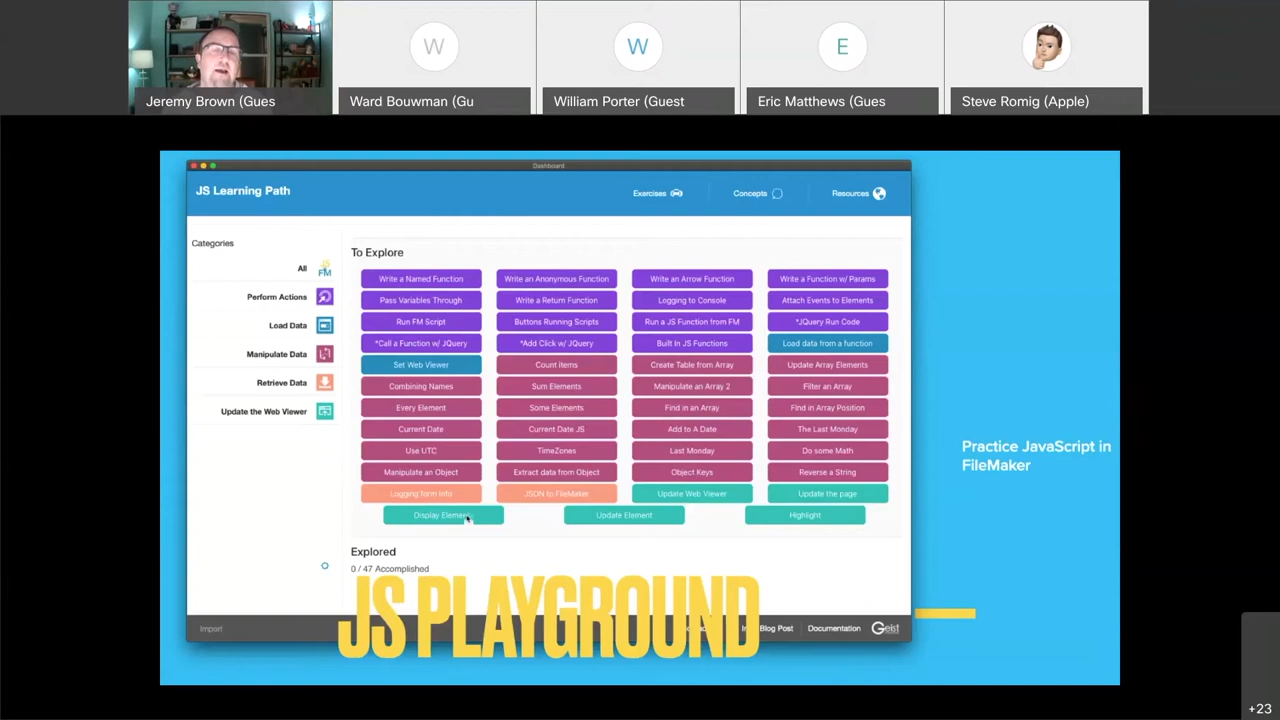 W
W
E
Jeremy Brown (Gues
Ward Bouwman (Gu
William Porter (Guest
Eric Matthews (Gues
Steve Romig (Apple)
Dashboard
JS Learning Path
Exercises
Concepts
Resources
Categories
All
JS
FM
Perform Actions
Load Data
Manipulate Data
Retrieve Data
Update the Web Viewer
To Explore
Write a Named Function
Write an Anonymous Function
Write an Arrow Function
Write a Function w/ Params
Pass Variables Through
Write a Return Function
Logging to Console
Attach Events to Elements
Run FM Script
Buttons Running Scripts
Run a JS Function from FM
*JQuery Run Code
*Call a Function w/ JQuery
*Add Click w/ JQuery
Built In JS Functions
Load data from a function
Set Web Viewer
Count items
Create Table from Array
Update Array Elements
Combining Names
Sum Elements
Manipulate an Array 2
Filter an Array
Every Element
Some Elements
Find in an Array
FInd in Array Position
Current Date
Current Date JS
Add to A Date
The Last Monday
Use UTC
TimeZones
Last Monday
Do some Math
Manipulate an Object
Extract data from Object
Object Keys
Reverse a String
Logging form Info
JSON to FileMaker
Update Web Viewer
Update the page
Display Element
Update Element
Highlight
Explored
0 / 47 Accomplished
JS PLAYGROUND
Import
Blog Post
Documentation
Geist
Practice JavaScript in
FileMaker
+23